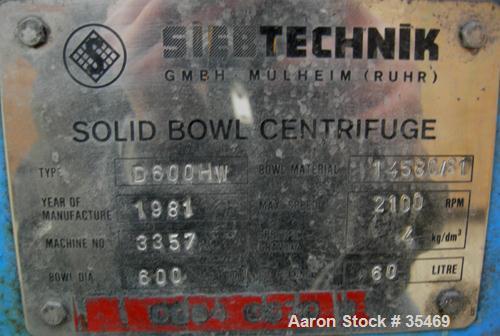 S SIEBTECHNIK
GMBH · MULHEIM (RUHR)
SOLID BOWL CENTRIFUGE
TYPE D600HW BOWL MATERIAL
YEAR OF MANUFACTURE 1981 MAX. SPEED 2100 RPM
MACHINE NO 3357 4 kg/dm³
BOWL DIA. 600 60 LITRE
Aaron Stock # 35469